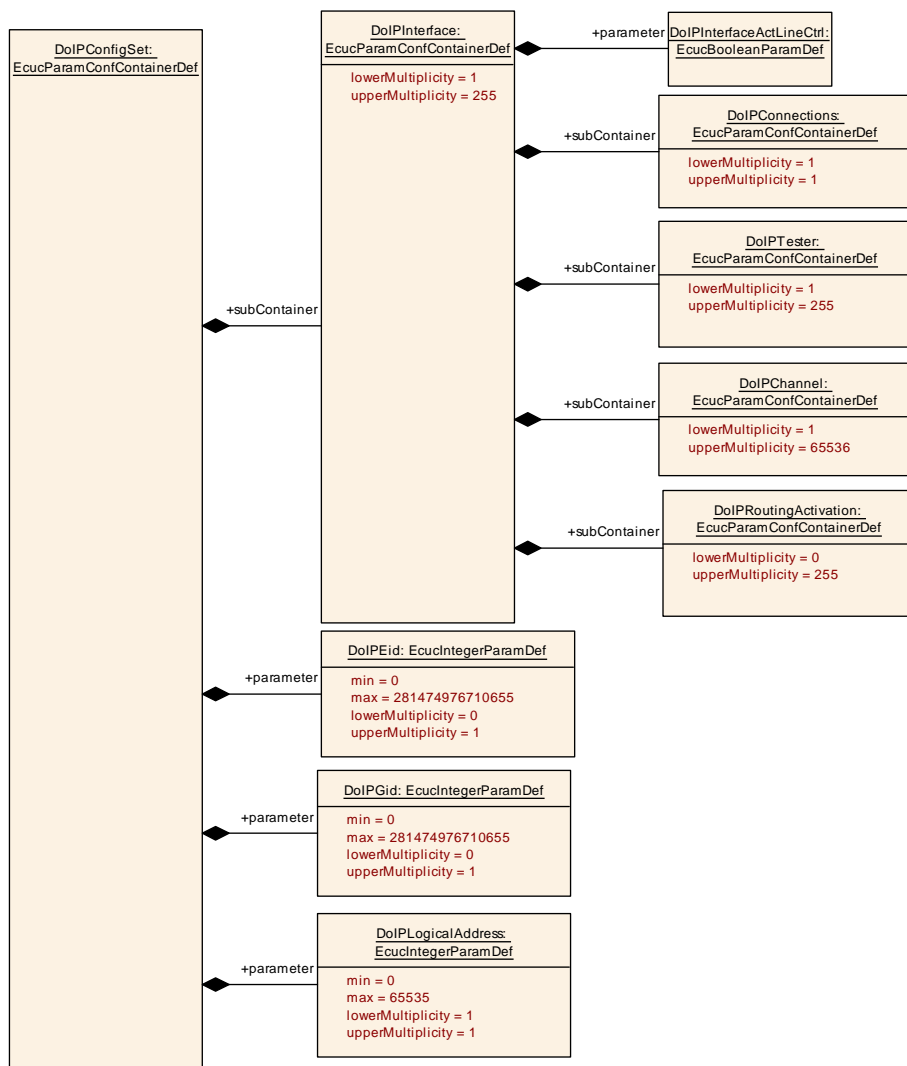 DoIPConfigSet:
EcucParamConfContainerDef
+subContainer
DoIPInterface:
EcucParamConfContainerDef
lowerMultiplicity = 1
upperMultiplicity = 255
+parameter
DoIPInterfaceActLineCtrl:
EcucBooleanParamDef
+subContainer
DoIPConnections:
EcucParamConfContainerDef
lowerMultiplicity = 1
upperMultiplicity = 1
+subContainer
DoIPTester:
EcucParamConfContainerDef
lowerMultiplicity = 1
upperMultiplicity = 255
+subContainer
DoIPChannel:
EcucParamConfContainerDef
lowerMultiplicity = 1
upperMultiplicity = 65536
+subContainer
DoIPRoutingActivation:
EcucParamConfContainerDef
lowerMultiplicity = 0
upperMultiplicity = 255
+parameter
DoIPEid: EcucIntegerParamDef
min = 0
max = 281474976710655
lowerMultiplicity = 0
upperMultiplicity = 1
+parameter
DoIPGid: EcucIntegerParamDef
min = 0
max = 281474976710655
lowerMultiplicity = 0
upperMultiplicity = 1
+parameter
DoIPLogicalAddress:
EcucIntegerParamDef
min = 0
max = 65535
lowerMultiplicity = 1
upperMultiplicity = 1